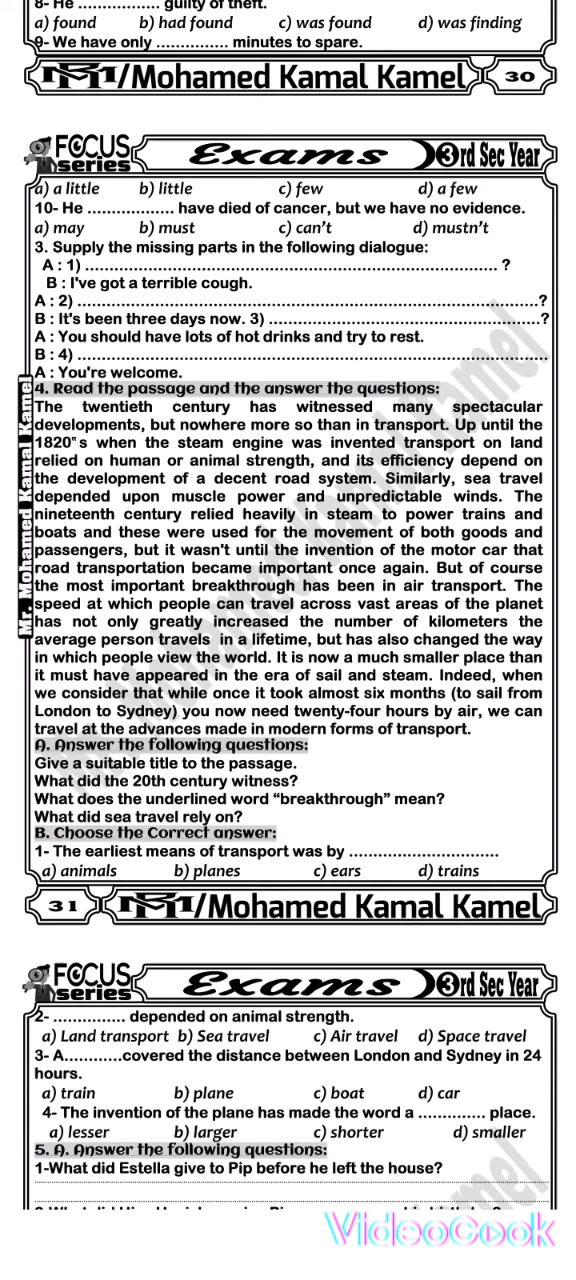 8- He ................. guilty of theft.
a) found b) had found c) was found d) was finding
9- We have only ............... minutes to spare.
/Mohamed Kamal Kamel 30
FOCUS series Exams 3rd Sec Year
a) a little b) little c) few d) a few
10- He .................. have died of cancer, but we have no evidence.
a) may b) must c) can't d) mustn't
3. Supply the missing parts in the following dialogue:
A : 1) ...................................................................................... ?
B : I've got a terrible cough.
A : 2) ................................................................................................?
B : It's been three days now. 3) .........................................................?
A : You should have lots of hot drinks and try to rest.
B : 4) ..................................................................................................
A : You're welcome.
4. Read the passage and the answer the questions:
The twentieth century has witnessed many spectacular
developments, but nowhere more so than in transport. Up until the
1820"s when the steam engine was invented transport on land
relied on human or animal strength, and its efficiency depend on
the development of a decent road system. Similarly, sea travel
depended upon muscle power and unpredictable winds. The
nineteenth century relied heavily in steam to power trains and
boats and these were used for the movement of both goods and
passengers, but it wasn't until the invention of the motor car that
road transportation became important once again. But of course
the most important breakthrough has been in air transport. The
speed at which people can travel across vast areas of the planet
has not only greatly increased the number of kilometers the
average person travels in a lifetime, but has also changed the way
in which people view the world. It is now a much smaller place than
it must have appeared in the era of sail and steam. Indeed, when
we consider that while once it took almost six months (to sail from
London to Sydney) you now need twenty-four hours by air, we can
travel at the advances made in modern forms of transport.
A. Answer the following questions:
Give a suitable title to the passage.
What did the 20th century witness?
What does the underlined word "breakthrough" mean?
What did sea travel rely on?
B. Choose the Correct answer:
1- The earliest means of transport was by ...............................
a) animals b) planes c) ears d) trains
Mr. Mohamed Kamal Kamel
31 /Mohamed Kamal Kamel
FOCUS series Exams 3rd Sec Year
2- ............... depended on animal strength.
a) Land transport b) Sea travel c) Air travel d) Space travel
3- A............covered the distance between London and Sydney in 24
hours.
a) train b) plane c) boat d) car
4- The invention of the plane has made the word a .............. place.
a) lesser b) larger c) shorter d) smaller
5. A. Answer the following questions:
1-What did Estella give to Pip before he left the house?
VideoCook